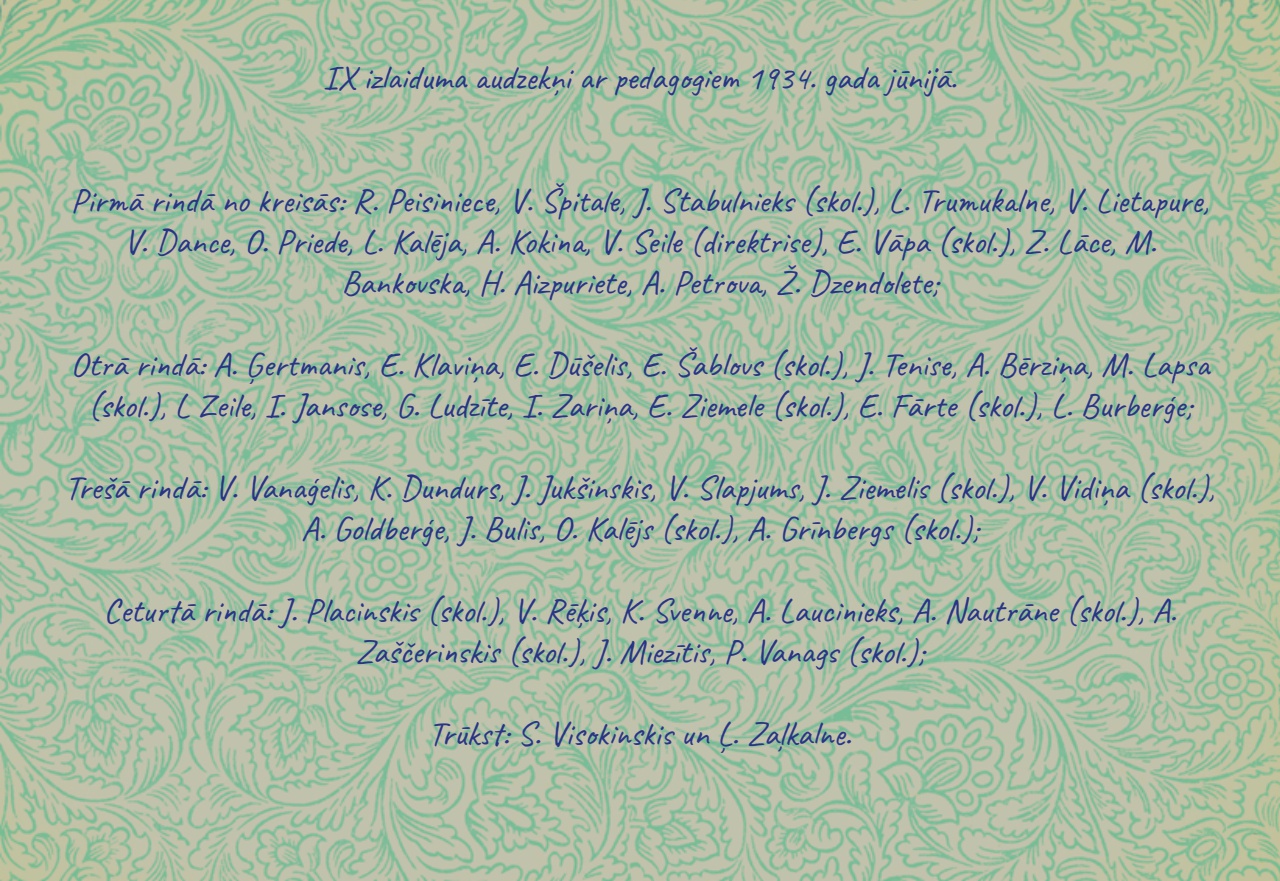 IX izlaiduma audzekņi ar pedagogiem 1934. gada jūnijā.
Pirmā rindā no kreisās: R. Peisiniece, V. Špitale, J. Stabulnieks (skol.), L. Trumukalne, V. Lietapure,
V. Dance, O. Priede, L. Kalēja, A. Kokina, V. Seile (direktrise), E. Vāpa (skol.), Z. Lāce, M.
Bankovska, H. Aizpuriete, A. Petrova, Ž. Dzendolete;
Otrā rindā: A. Ģertmanis, E. Klaviņa, E. Dūšelis, E. Šablovs (skol.), J. Tenise, A. Bērziņa, M. Lapsa
(skol.), L Zeile, I. Jansose, G. Ludzīte, I. Zariņa, E. Ziemele (skol.), E. Fārte (skol.), L. Burberģe;
Trešā rindā: V. Vanaģelis, K. Dundurs, J. Jukšinskis, V. Slapjums, J. Ziemelis (skol.), V. Vidiņa (skol.),
A. Goldberģe, J. Bulis, O. Kalējs (skol.), A. Grīnbergs (skol.);
Ceturtā rindā: J. Placinskis (skol.), V. Rēķis, K. Svenne, A. Laucinieks, A. Nautrāne (skol.), A.
Zaščerinskis (skol.), J. Miezītis, P. Vanags (skol.);
Trūkst: S. Visokinskis un Ļ. Zaļkalne.